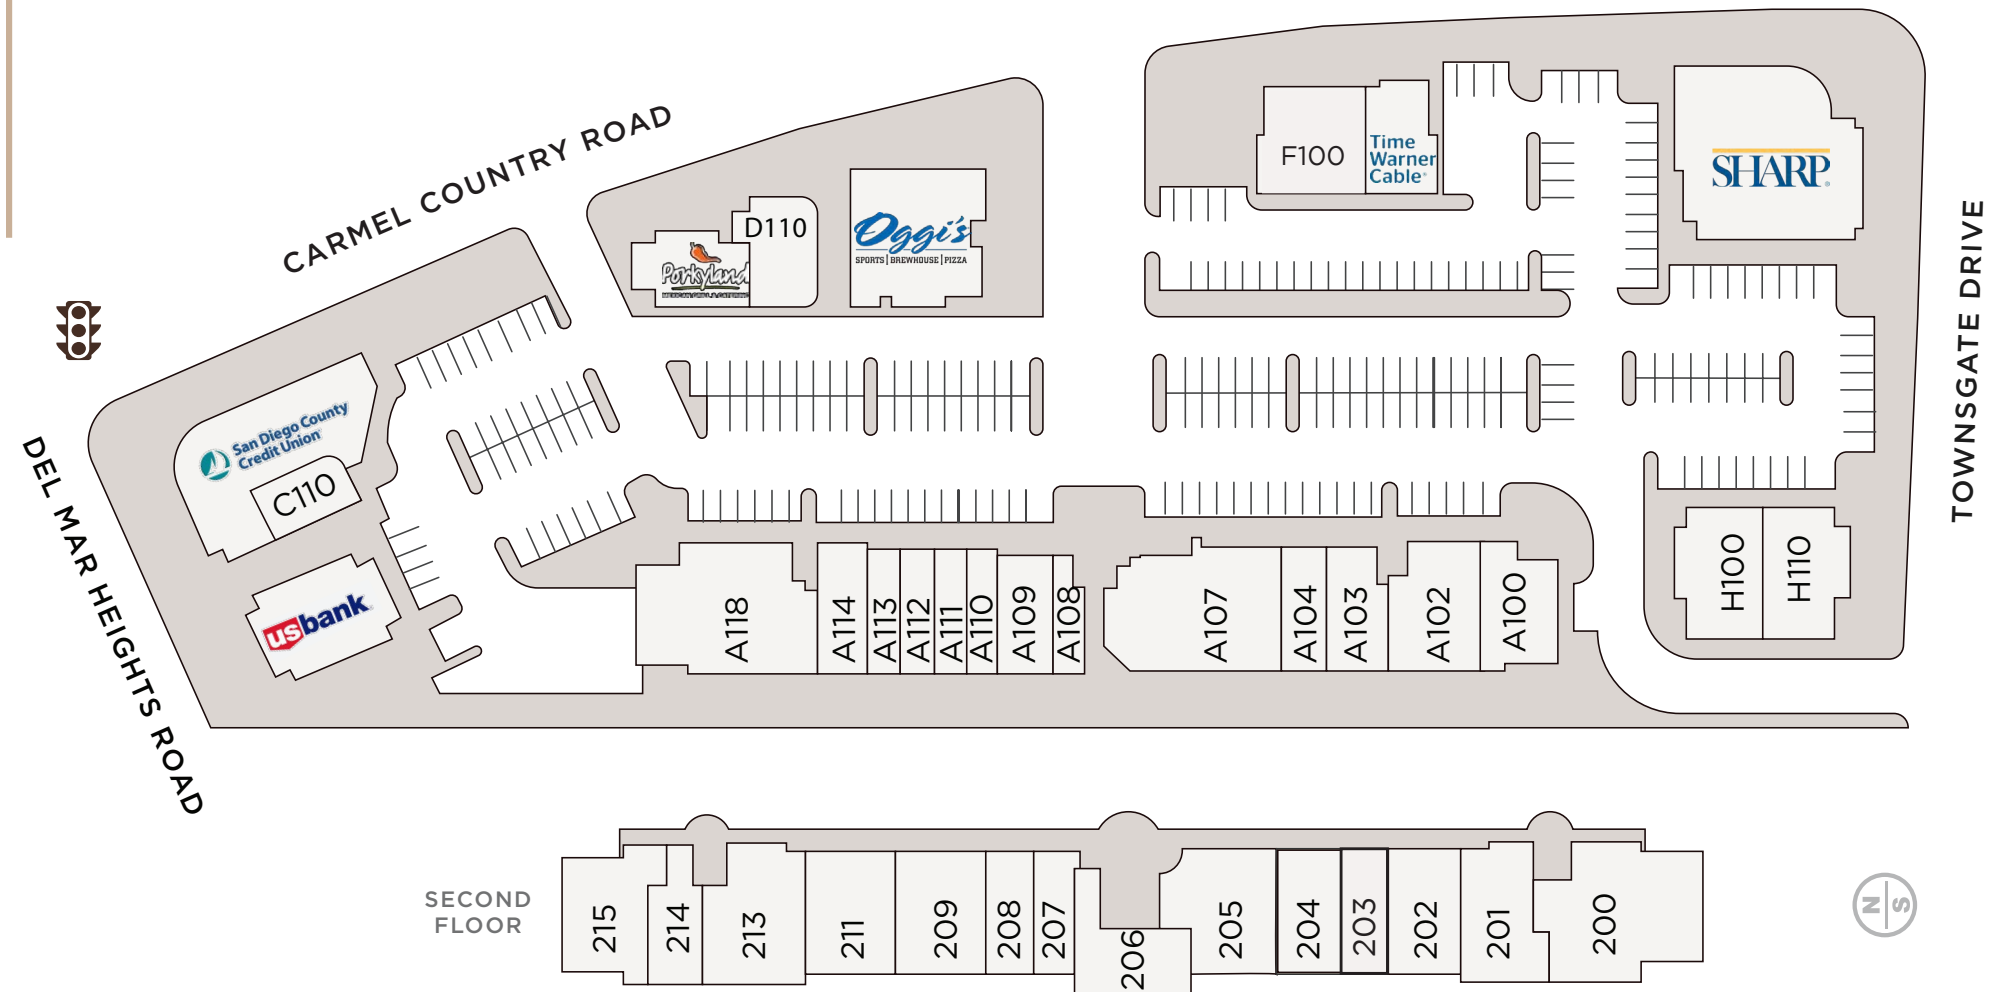 CARMEL COUNTRY ROAD
DEL MAR HEIGHTS ROAD
TOWNSGATE DRIVE
San Diego County
Credit Union
C110
usbank
Porkyland
MEXICAN GRILL & CATERING
D110
Oggi's
SPORTS | BREWHOUSE | PIZZA
F100
Time
Warner
Cable
SHARP
A118
A114
A113
A112
A111
A110
A109
A108
A107
A104
A103
A102
A100
H100
H110
SECOND
FLOOR
215
214
213
211
209
208
207
206
205
204
203
202
201
200
N
S